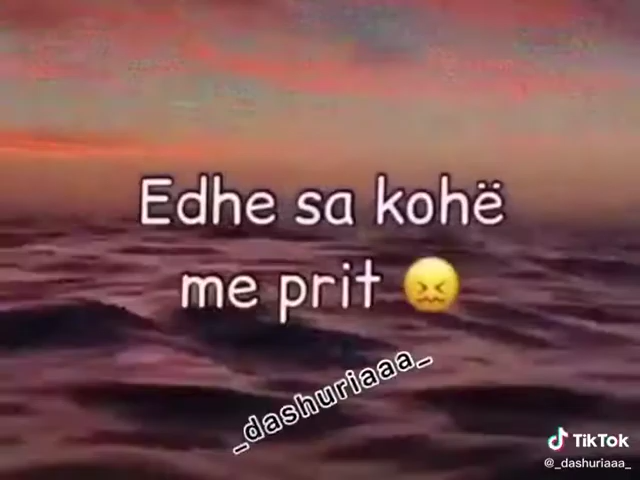 Edhe sa kohë
me prit 😖
_dashuriaaa_
TikTok
@_dashuriaaa_